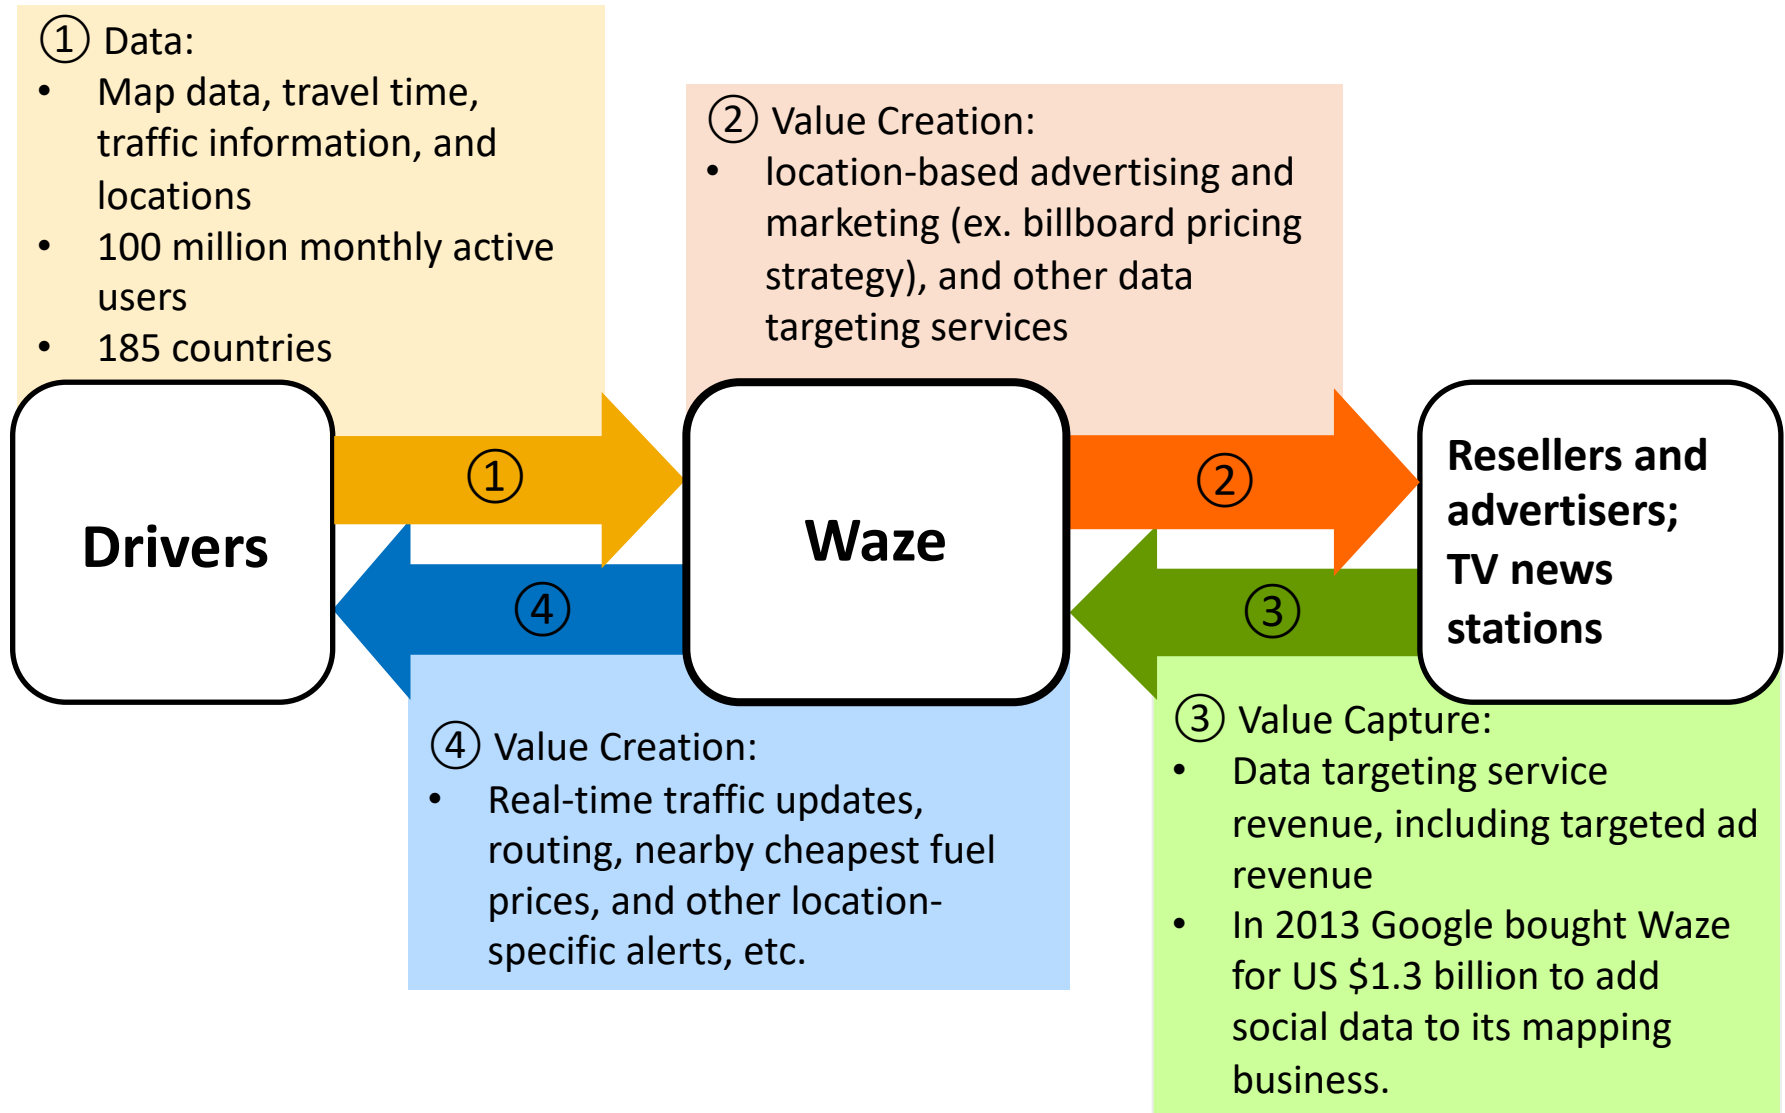 ① Data:
• Map data, travel time,
traffic information, and
locations
• 100 million monthly active
users
• 185 countries
② Value Creation:
• location-based advertising and
marketing (ex. billboard pricing
strategy), and other data
targeting services
Drivers
①
Waze
②
Resellers and
advertisers;
TV news
stations
④
③
④ Value Creation:
• Real-time traffic updates,
routing, nearby cheapest fuel
prices, and other location-
specific alerts, etc.
③ Value Capture:
• Data targeting service
revenue, including targeted ad
revenue
• In 2013 Google bought Waze
for US $1.3 billion to add
social data to its mapping
business.